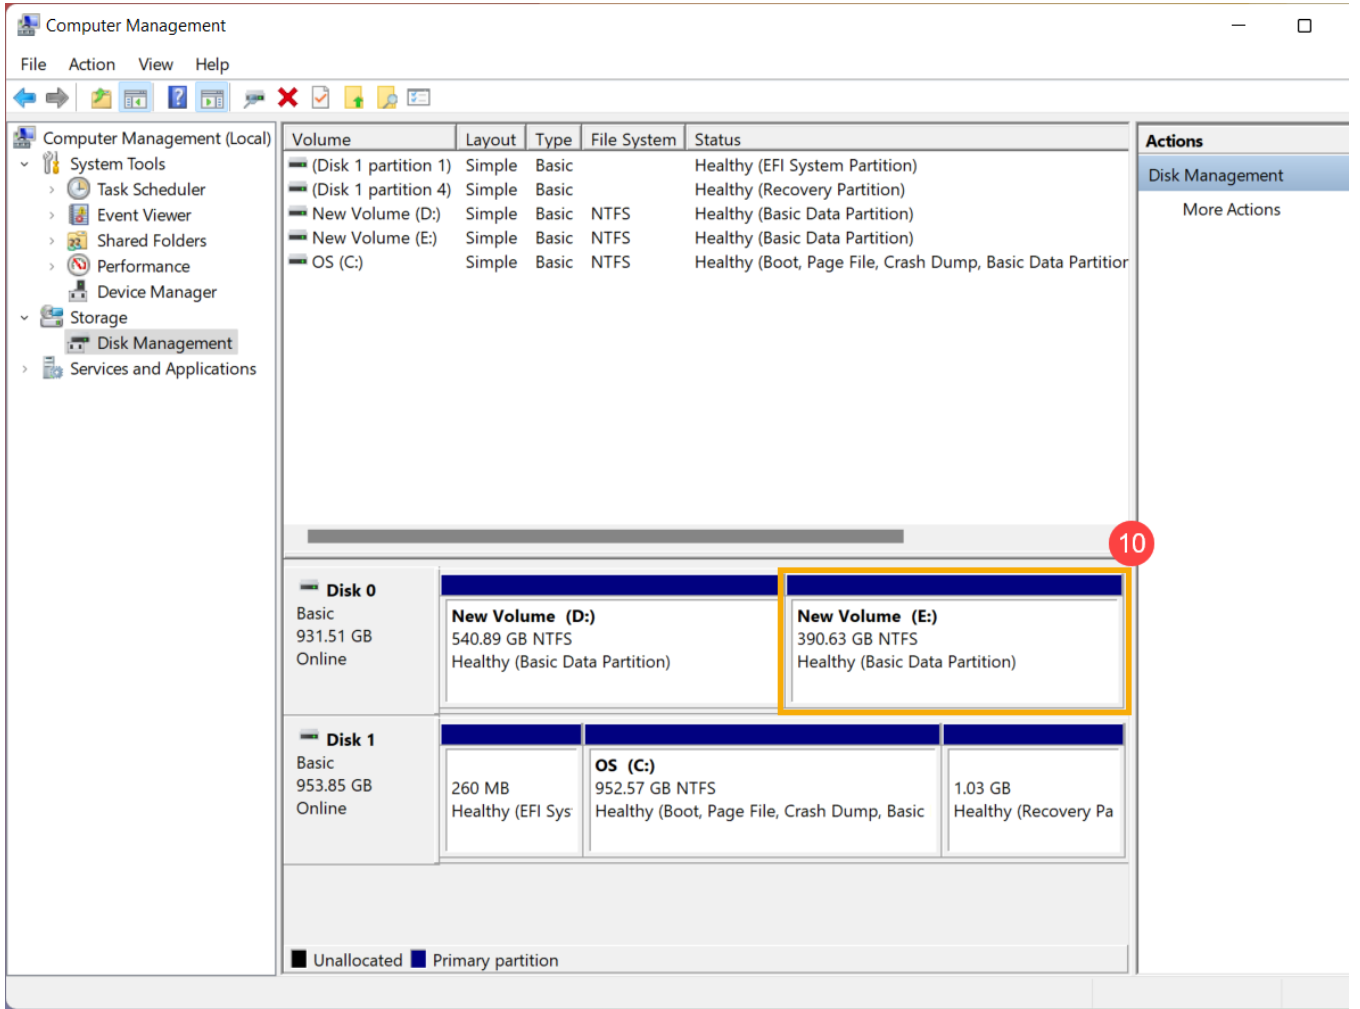 Computer Management
File Action View Help
Computer Management (Local)
System Tools
Task Scheduler
Event Viewer
Shared Folders
Performance
Device Manager
Storage
Disk Management
Services and Applications
Volume Layout Type File System Status
(Disk 1 partition 1) Simple Basic Healthy (EFI System Partition)
(Disk 1 partition 4) Simple Basic Healthy (Recovery Partition)
New Volume (D:) Simple Basic NTFS Healthy (Basic Data Partition)
New Volume (E:) Simple Basic NTFS Healthy (Basic Data Partition)
OS (C:) Simple Basic NTFS Healthy (Boot, Page File, Crash Dump, Basic Data Partitior
Actions
Disk Management
More Actions
10
Disk 0
Basic
931.51 GB
Online
New Volume (D:)
540.89 GB NTFS
Healthy (Basic Data Partition)
New Volume (E:)
390.63 GB NTFS
Healthy (Basic Data Partition)
Disk 1
Basic
953.85 GB
Online
260 MB
Healthy (EFI Sys
OS (C:)
952.57 GB NTFS
Healthy (Boot, Page File, Crash Dump, Basic
1.03 GB
Healthy (Recovery Pa
Unallocated Primary partition